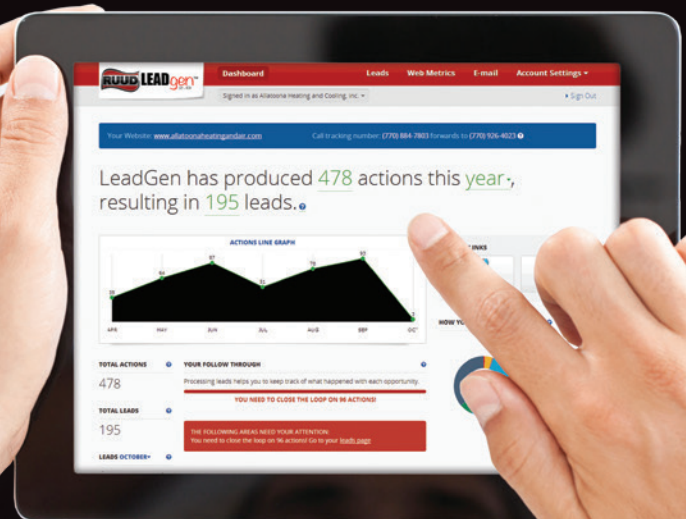 RUUD LEADgen™
Dashboard Leads Web Metrics E-mail Account Settings
Signed in as Allatoona Heating and Cooling, Inc. Sign Out
Your Website: www.allatoonaheatingandair.com Call tracking number: (770) 884-7803 forwards to (770) 926-4023
LeadGen has produced 478 actions this year,
resulting in 195 leads.
ACTIONS LINE GRAPH
APR MAY JUN JUL AUG SEP
HOW
TOTAL ACTIONS YOUR FOLLOW THROUGH
478 Processing leads helps you to keep track of what happened with each opportunity.
YOU NEED TO CLOSE THE LOOP ON 96 ACTIONS!
TOTAL LEADS
195 THE FOLLOWING AREAS NEED YOUR ATTENTION:
You need to close the loop on 96 actions! Go to your leads page
LEADS OCTOBER